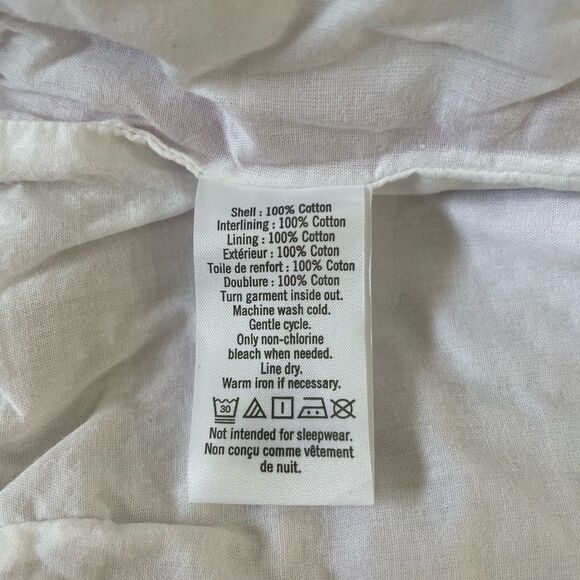 Shell : 100% Cotton
Interlining : 100% Cotton
Lining : 100% Cotton
Extérieur : 100% Coton
Toile de renfort : 100% Coton
Doublure : 100% Coton
Turn garment inside out.
Machine wash cold.
Gentle cycle.
Only non-chlorine
bleach when needed.
Line dry.
Warm iron if necessary.
30
Not intended for sleepwear.
Non conçu comme vêtement
de nuit.